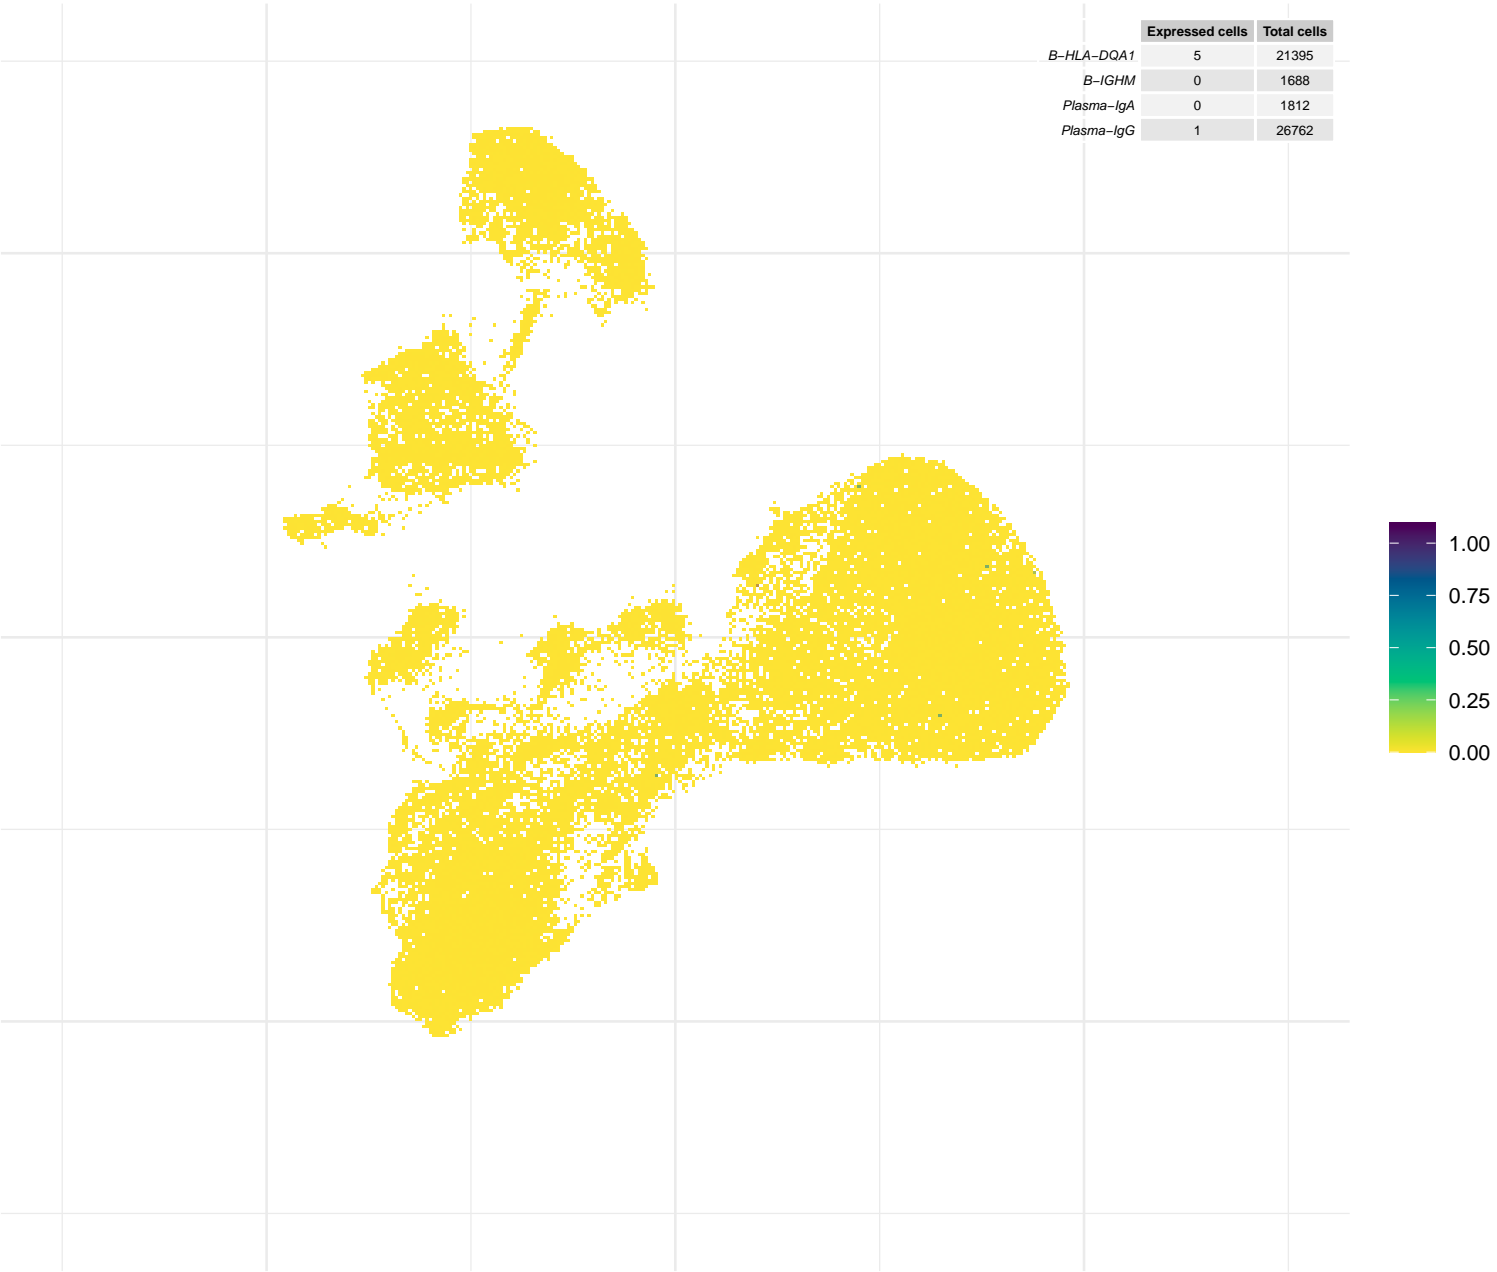 Expressed cells Total cells
B−HLA−DQA1 5 21395
B−IGHM 0 1688
Plasma−IgA 0 1812
Plasma−IgG 1 26762
1.00
0.75
0.50
0.25
0.00